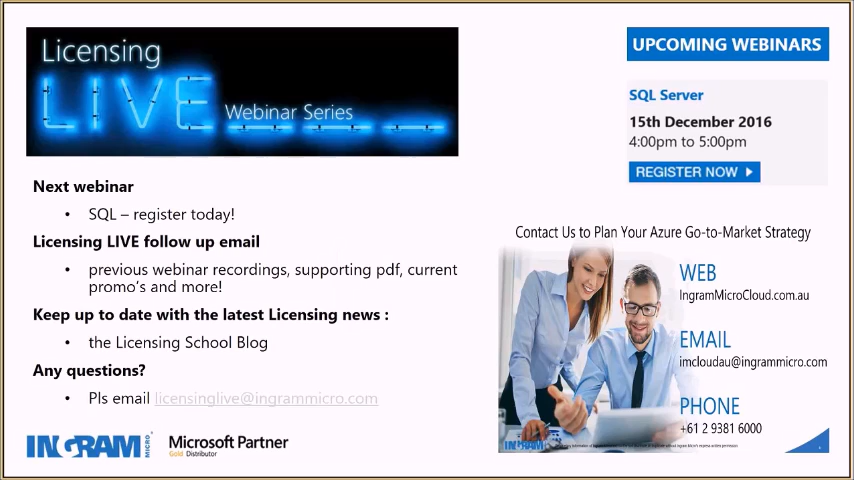 Licensing
LIVE
Webinar Series
Next webinar
• SQL – register today!
Licensing LIVE follow up email
• previous webinar recordings, supporting pdf, current
promo's and more!
Keep up to date with the latest Licensing news :
• the Licensing School Blog
Any questions?
• Pls email licensinglive@ingrammicro.com
INGRAM MICRO
Microsoft Partner
Gold Distributor
UPCOMING WEBINARS
SQL Server
15th December 2016
4:00pm to 5:00pm
REGISTER NOW
Contact Us to Plan Your Azure Go-to-Market Strategy
WEB
IngramMicroCloud.com.au
EMAIL
imcloudau@ingrammicro.com
PHONE
+61 2 9381 6000
INGRAM